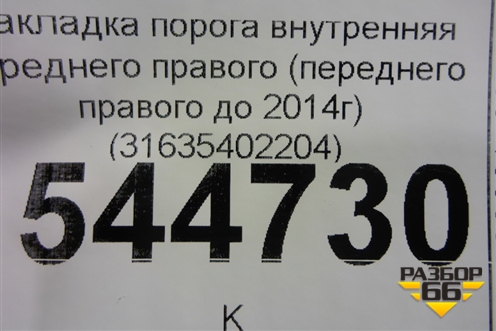 акладка порога внутренняя
реднего правого (переднего
правого до 2014г)
(31635402204)
544730
К
РАЗБОР
66